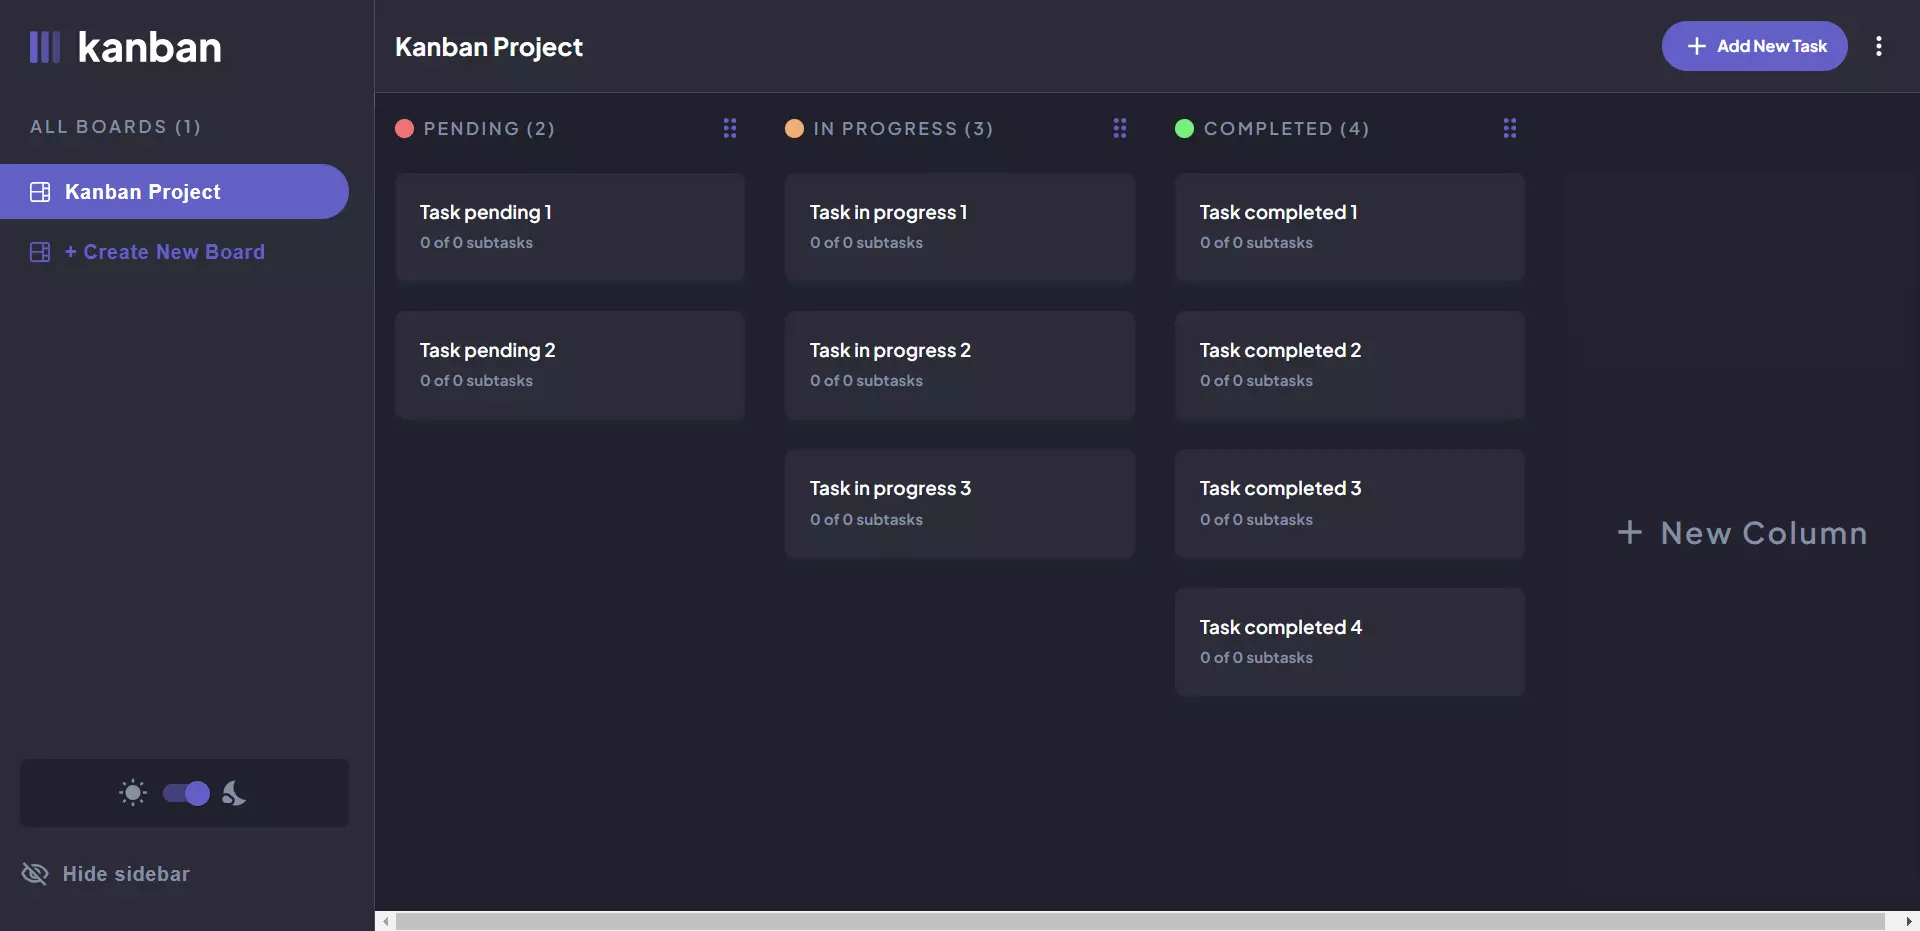 kanban
ALL BOARDS (1)
Kanban Project
+ Create New Board
Hide sidebar
Kanban Project
+ Add New Task
PENDING (2)
Task pending 1
0 of 0 subtasks
Task pending 2
0 of 0 subtasks
IN PROGRESS (3)
Task in progress 1
0 of 0 subtasks
Task in progress 2
0 of 0 subtasks
Task in progress 3
0 of 0 subtasks
COMPLETED (4)
Task completed 1
0 of 0 subtasks
Task completed 2
0 of 0 subtasks
Task completed 3
0 of 0 subtasks
Task completed 4
0 of 0 subtasks
+ New Column